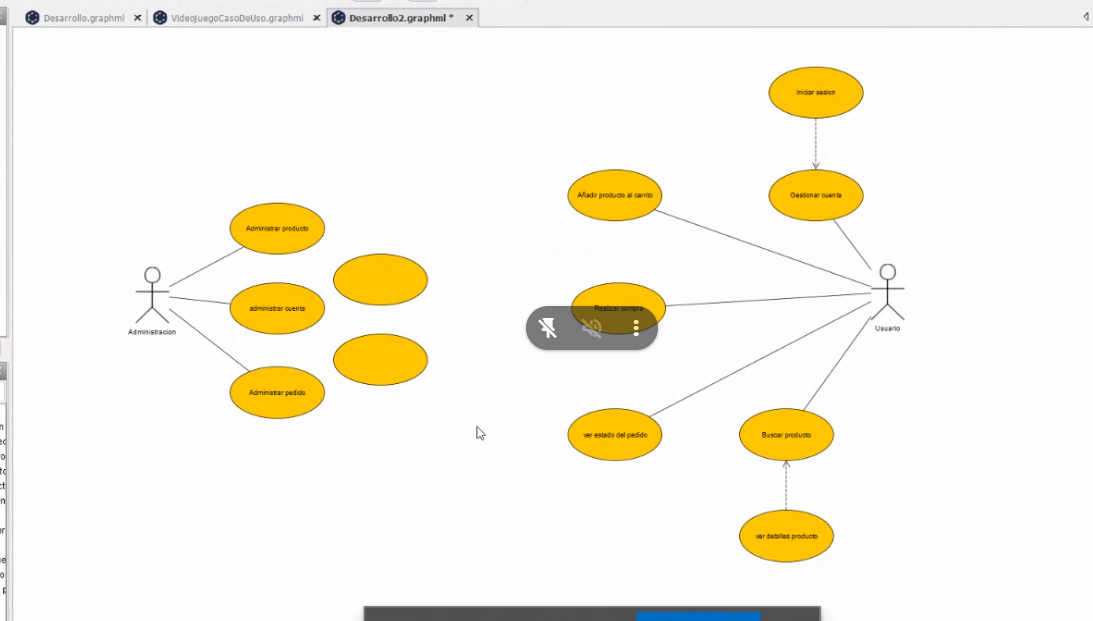 Desarrollo.graphml
VideojuegoCasoDeUso.graphml
Desarrollo2.graphml *
Iniciar sesion
Añadir producto al carrito
Gestionar cuenta
Administrar producto
administrar cuenta
Realizar compra
Administracion
Usuario
Administrar pedido
ver estado del pedido
Buscar producto
ver detalles producto